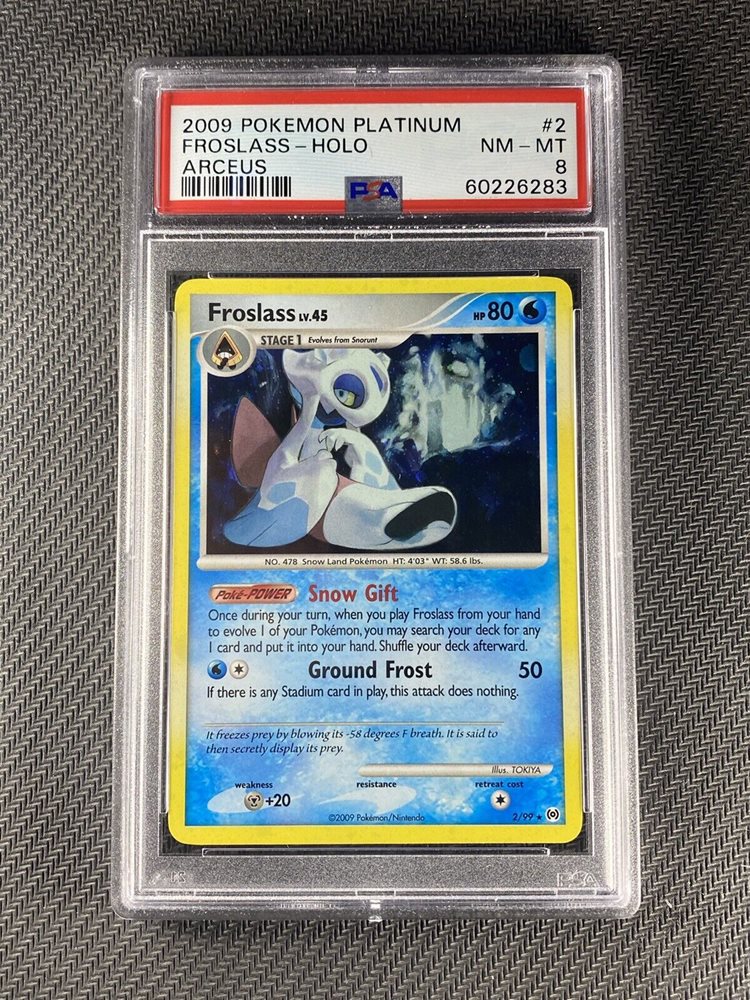 2009 POKEMON PLATINUM #2
FROSLASS – HOLO NM – MT
ARCEUS 8
PSA 60226283
Froslass LV.45 HP 80
STAGE 1 Evolves from Snorunt
NO. 478 Snow Land Pokémon HT: 4'03" WT: 58.6 lbs.
Poké-POWER Snow Gift
Once during your turn, when you play Froslass from your hand
to evolve 1 of your Pokémon, you may search your deck for any
1 card and put it into your hand. Shuffle your deck afterward.
Ground Frost 50
If there is any Stadium card in play, this attack does nothing.
It freezes prey by blowing its -58 degrees F breath. It is said to
then secretly display its prey.
Illus. TOKIYA
weakness resistance retreat cost
+20
©2009 Pokémon/Nintendo 2/99 ★
PSA